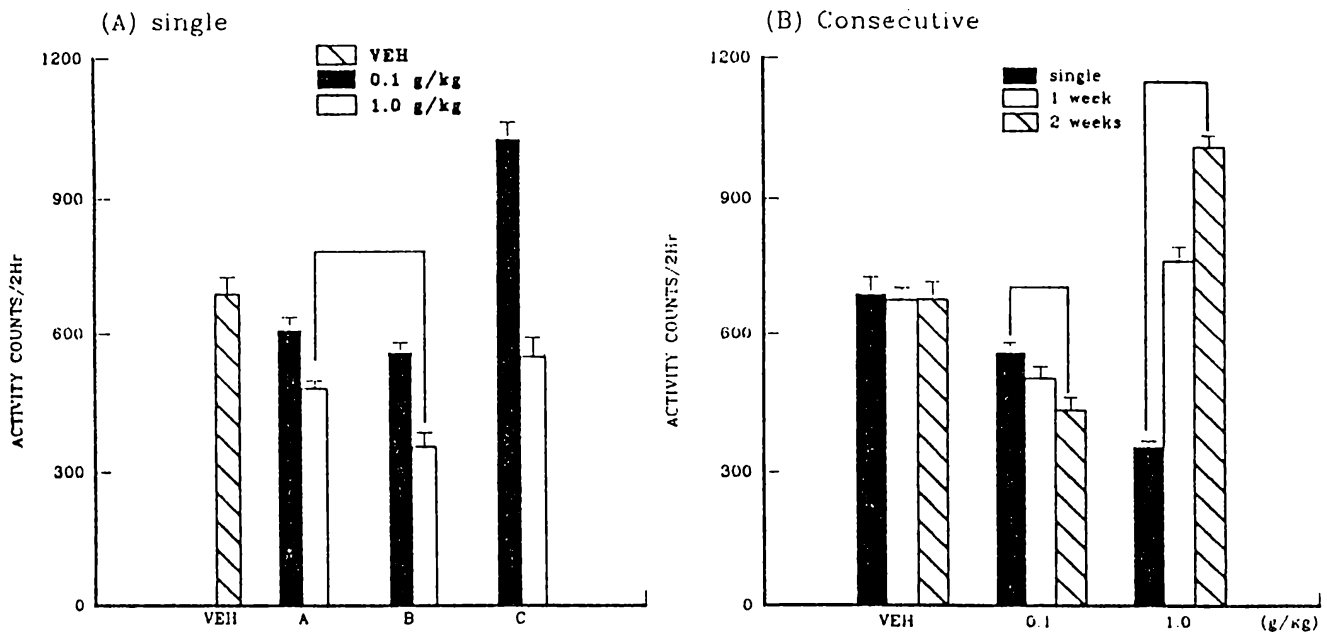 (A) single
VEH
0.1 g/kg
1.0 g/kg
1200
900
600
300
0
ACTIVITY COUNTS/2Hr
VEH A B C
(B) Consecutive
single
1 week
2 weeks
1200
900
600
300
0
ACTIVITY COUNTS/2Hr
VEH 0.1 1.0 (g/kg)